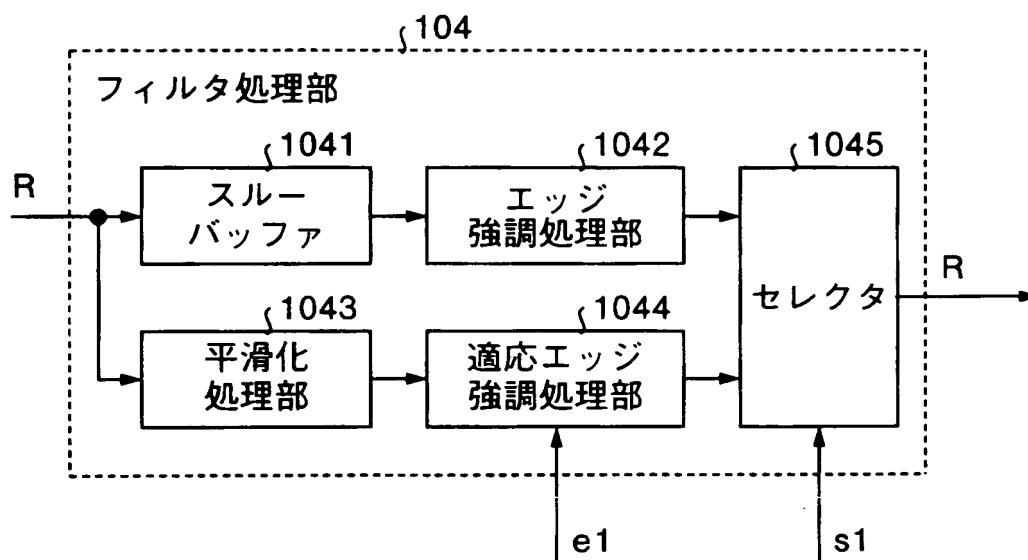 104
フィルタ処理部
1041
1042
1045
R
スルー
バッファ
エッジ
強調処理部
セレクタ
R
1043
1044
平滑化
処理部
適応エッジ
強調処理部
e1
s1